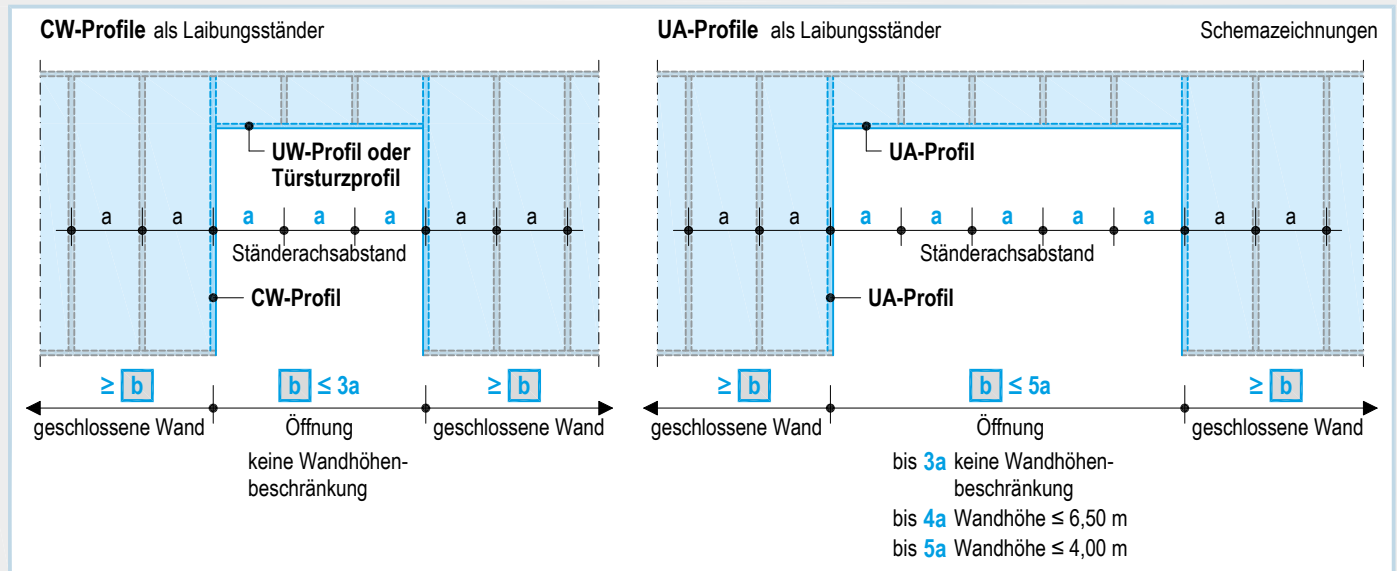 CW-Profile als Laibungsständer
UW-Profil oder
Türsturzprofil
a a a a a a a
Ständerachsabstand
CW-Profil
≥ b b ≤ 3a ≥ b
geschlossene Wand Öffnung geschlossene Wand
keine Wandhöhen-
beschränkung
UA-Profile als Laibungsständer Schemazeichnungen
UA-Profil
a a a a a a a a a
Ständerachsabstand
UA-Profil
≥ b b ≤ 5a ≥ b
geschlossene Wand Öffnung geschlossene Wand
bis 3a keine Wandhöhen-
beschränkung
bis 4a Wandhöhe ≤ 6,50 m
bis 5a Wandhöhe ≤ 4,00 m